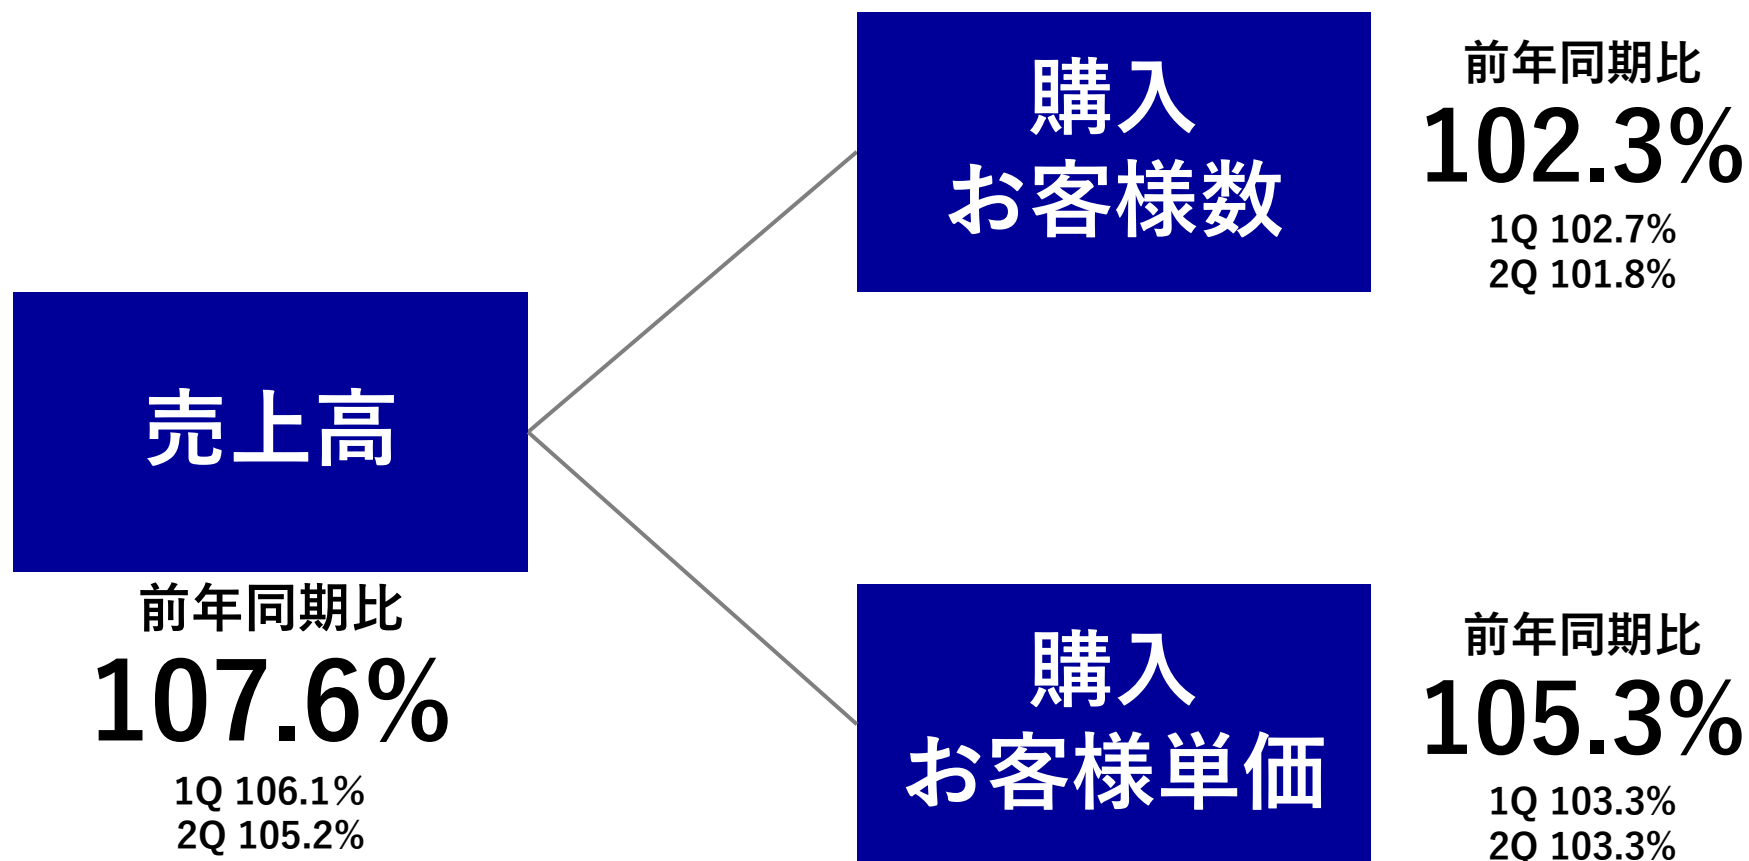 売上高
前年同期比
107.6%
1Q 106.1%
2Q 105.2%
購入
お客様数
前年同期比
102.3%
1Q 102.7%
2Q 101.8%
購入
お客様単価
前年同期比
105.3%
1Q 103.3%
2Q 103.3%